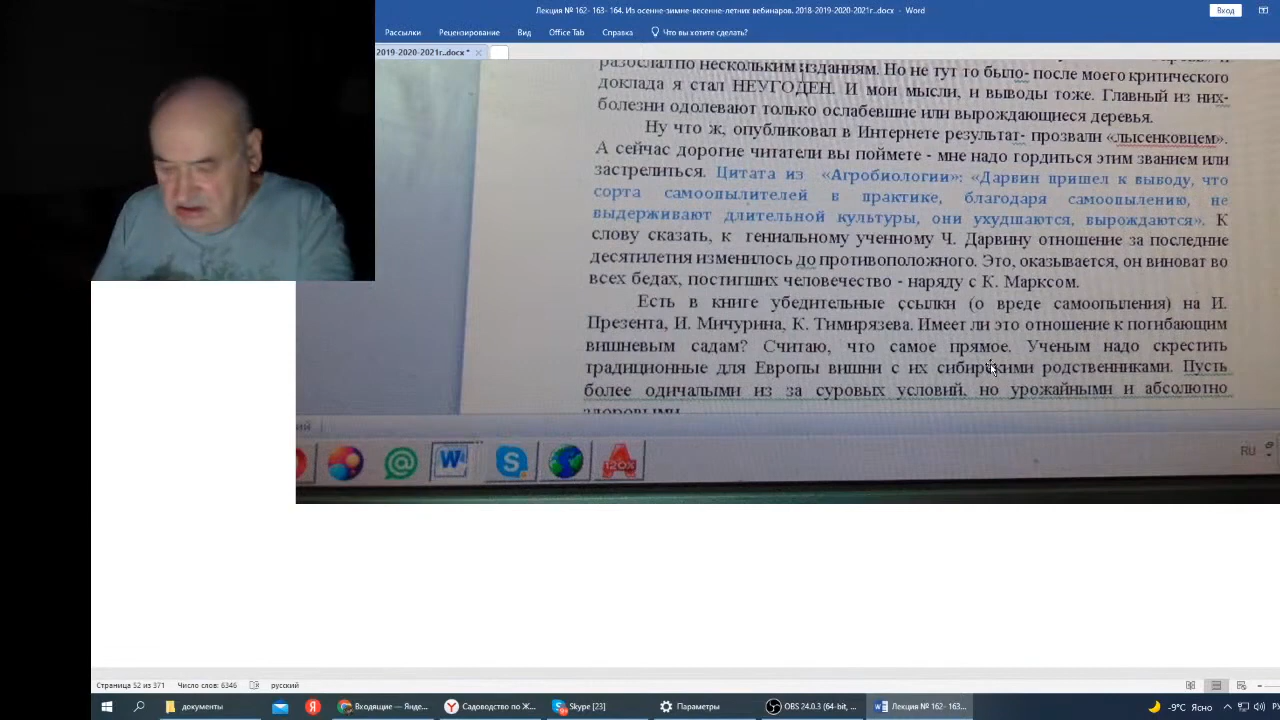 Лекция № 162- 163- 164. Из осенне-зимне-весенне-летних вебинаров. 2018-2019-2020-2021г...docx - Word
Вход
Рассылки Рецензирование Вид Office Tab Справка Что вы хотите сделать?
2019-2020-2021г...docx *
разослал по нескольким изданиям. Но не тут то было- после моего критического
доклада я стал НЕУГОДЕН. И мои мысли, и выводы тоже. Главный из них-
болезни одолевают только ослабевшие или вырождающиеся деревья.
Ну что ж, опубликовал в Интернете результат- прозвали «лысенковцем».
А сейчас дорогие читатели вы поймете - мне надо гордиться этим званием или
застрелиться. Цитата из «Агробиологии»: «Дарвин пришел к выводу, что
сорта самоопылителей в практике, благодаря самоопылению, не
выдерживают длительной культуры, они ухудшаются, вырождаются». К
слову сказать, к гениальному ученному Ч. Дарвину отношение за последние
десятилетия изменилось до противоположного. Это, оказывается, он виноват во
всех бедах, постигших человечество - наряду с К. Марксом.
Есть в книге убедительные ссылки (о вреде самоопыления) на И.
Презента, И. Мичурина, К. Тимирязева. Имеет ли это отношение к погибающим
вишневым садам? Считаю, что самое прямое. Ученым надо скрестить
традиционные для Европы вишни с их сибирскими родственниками. Пусть
более одичалыми из за суровых условий, но урожайными и абсолютно
здоровыми
ий
120X
RU
Страница 52 из 371 Число слов: 6346 русский
документы Входящие — Янде... Садоводство по Ж... Skype [23] Параметры OBS 24.0.3 (64-bit, ... Лекция № 162- 163... -9°C Ясно